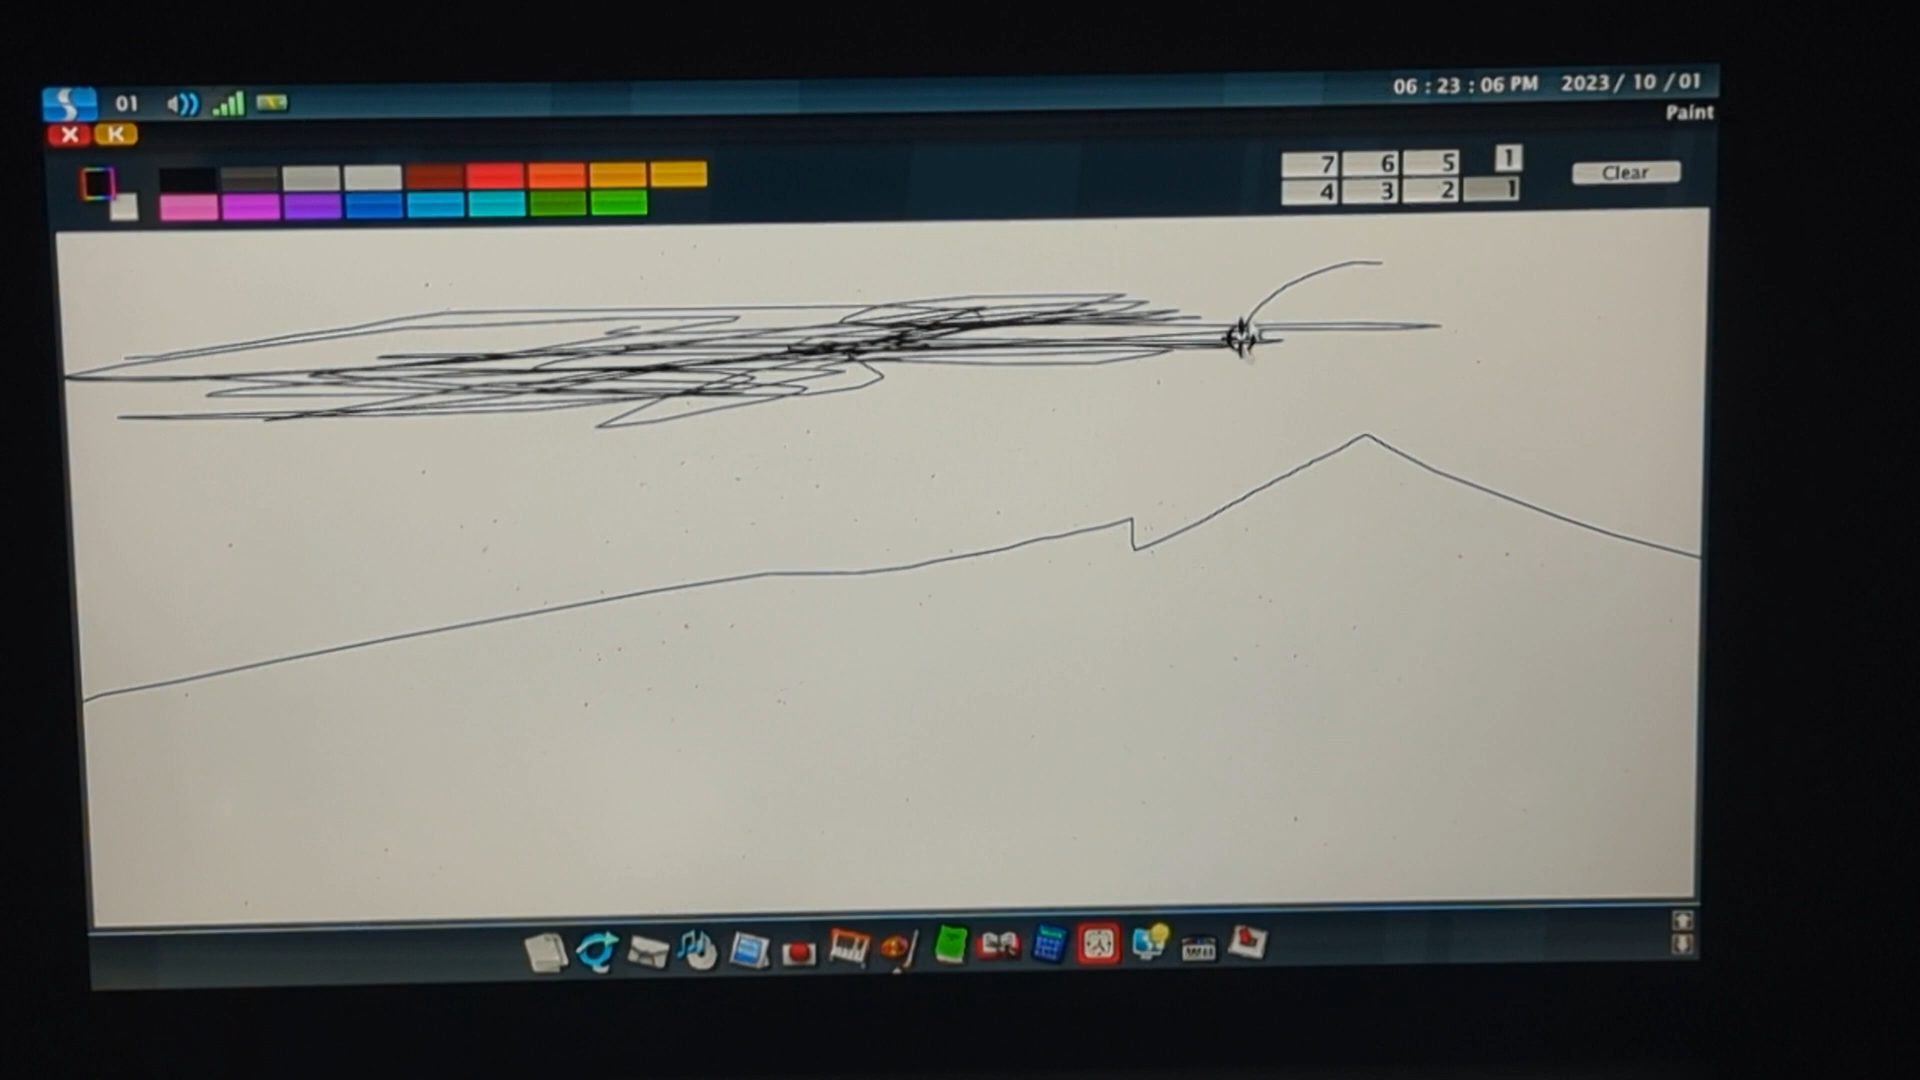 01 06 : 23 : 06 PM 2023 / 10 / 01
Paint
X K
7 6 5 1 Clear
4 3 2 1